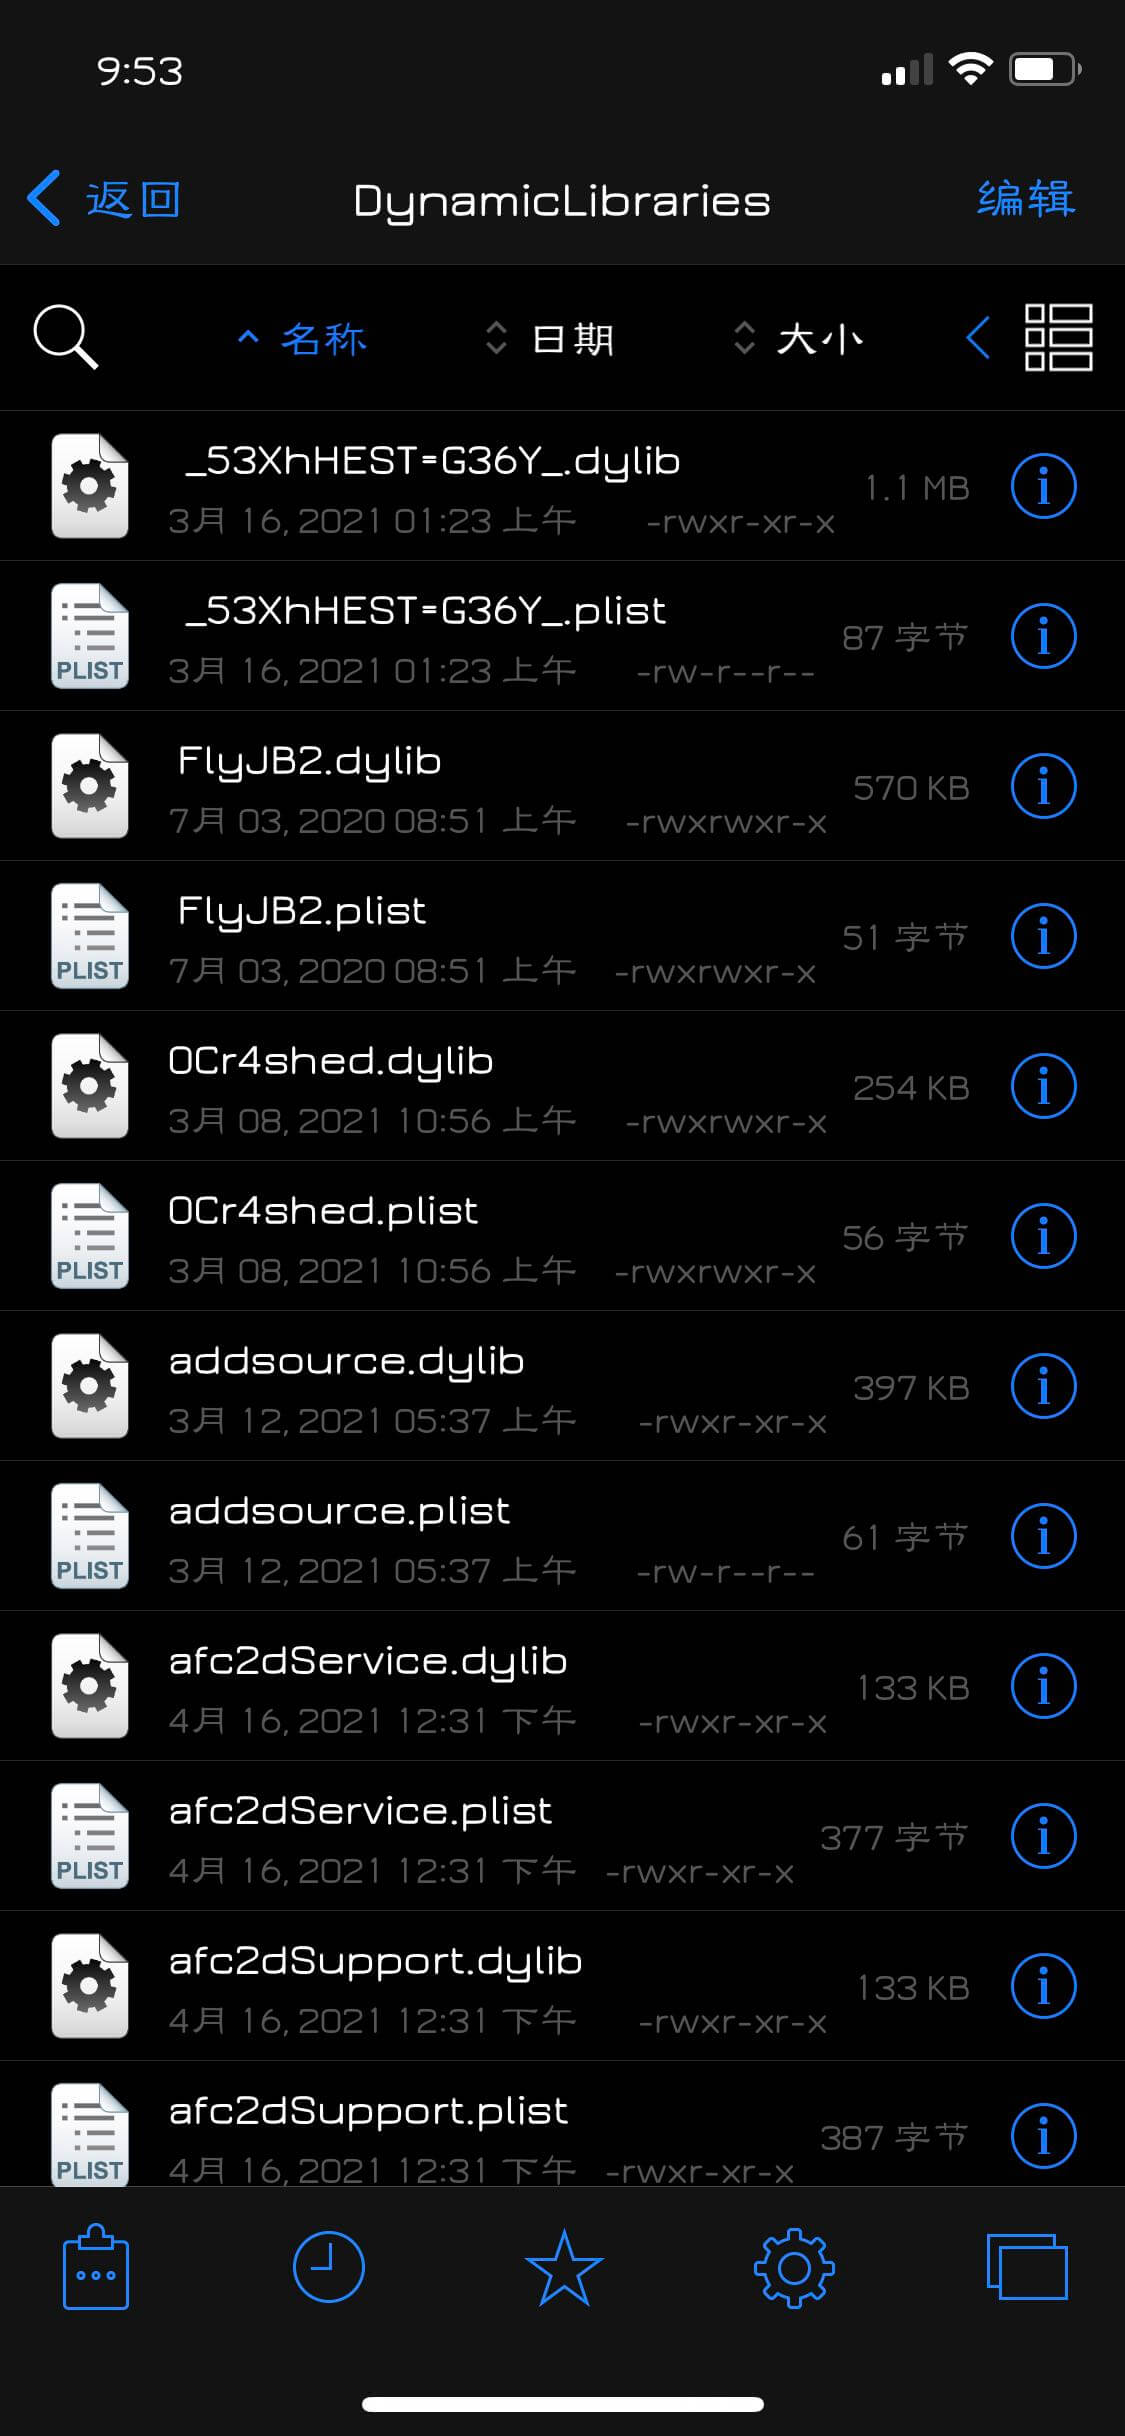 9:53
返回 DynamicLibraries 编辑
名称 日期 大小
_53XhHEST=G36Y_.dylib
3月 16, 2021 01:23 上午 -rwxr-xr-x 1.1 MB
_53XhHEST=G36Y_.plist
3月 16, 2021 01:23 上午 -rw-r--r-- 87 字节
PLIST
FlyJB2.dylib
7月 03, 2020 08:51 上午 -rwxrwxr-x 570 KB
FlyJB2.plist
7月 03, 2020 08:51 上午 -rwxrwxr-x 51 字节
PLIST
0Cr4shed.dylib
3月 08, 2021 10:56 上午 -rwxrwxr-x 254 KB
0Cr4shed.plist
3月 08, 2021 10:56 上午 -rwxrwxr-x 56 字节
PLIST
addsource.dylib
3月 12, 2021 05:37 上午 -rwxr-xr-x 397 KB
addsource.plist
3月 12, 2021 05:37 上午 -rw-r--r-- 61 字节
PLIST
afc2dService.dylib
4月 16, 2021 12:31 下午 -rwxr-xr-x 133 KB
afc2dService.plist
4月 16, 2021 12:31 下午 -rwxr-xr-x 377 字节
PLIST
afc2dSupport.dylib
4月 16, 2021 12:31 下午 -rwxr-xr-x 133 KB
afc2dSupport.plist
4月 16, 2021 12:31 下午 -rwxr-xr-x 387 字节
PLIST